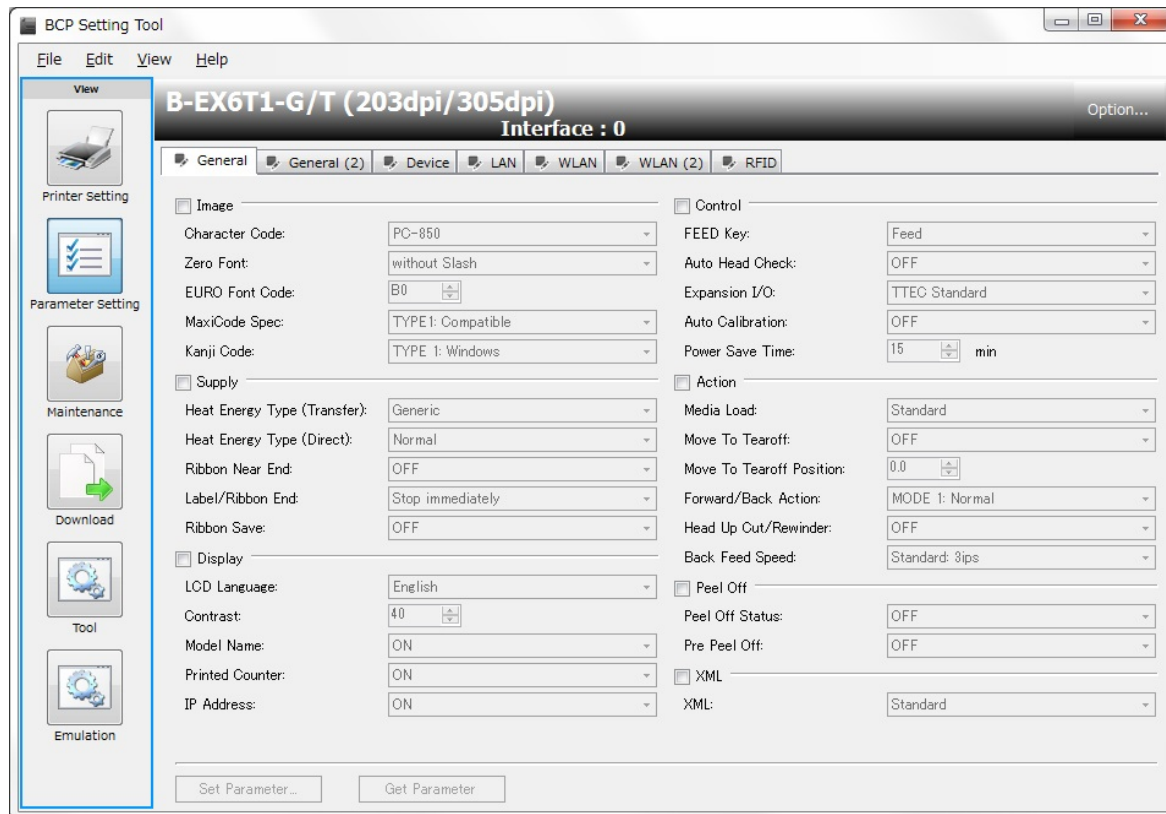 BCP Setting Tool
File Edit View Help
View
Printer Setting
Parameter Setting
Maintenance
Download
Tool
Emulation
B-EX6T1-G/T (203dpi/305dpi)
Interface : 0
Option...
General General (2) Device LAN WLAN WLAN (2) RFID
Image
Character Code: PC-850
Zero Font: without Slash
EURO Font Code: B0
MaxiCode Spec: TYPE1: Compatible
Kanji Code: TYPE 1: Windows
Supply
Heat Energy Type (Transfer): Generic
Heat Energy Type (Direct): Normal
Ribbon Near End: OFF
Label/Ribbon End: Stop immediately
Ribbon Save: OFF
Display
LCD Language: English
Contrast: 40
Model Name: ON
Printed Counter: ON
IP Address: ON
Control
FEED Key: Feed
Auto Head Check: OFF
Expansion I/O: TTEC Standard
Auto Calibration: OFF
Power Save Time: 15 min
Action
Media Load: Standard
Move To Tearoff: OFF
Move To Tearoff Position: 0.0
Forward/Back Action: MODE 1: Normal
Head Up Cut/Rewinder: OFF
Back Feed Speed: Standard: 3ips
Peel Off
Peel Off Status: OFF
Pre Peel Off: OFF
XML
XML: Standard
Set Parameter... Get Parameter